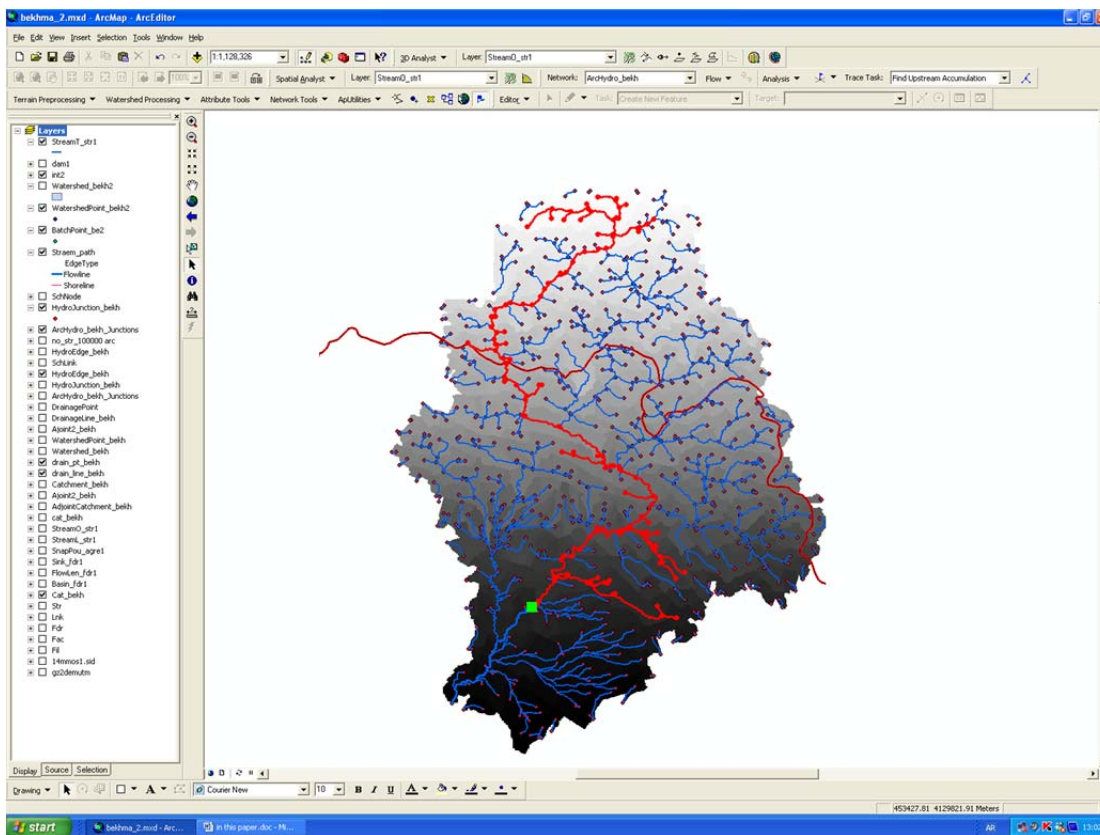 bekhma_2.mxd - ArcMap - ArcEditor
File Edit View Insert Selection Tools Window Help
1:1,128,326 3D Analyst Layer: StreamO_str1
100% Spatial Analyst Layer: StreamO_str1 Network: ArcHydro_bekh Flow Analysis Trace Task: Find Upstream Accumulation
Terrain Preprocessing Watershed Processing Attribute Tools Network Tools ApUtilities Editor Task: Create New Feature Target:
Layers
StreamT_str1
dam1
int2
Watershed_bekh2
WatershedPoint_bekh2
BatchPoint_be2
Straem_path
EdgeType
Flowline
Shoreline
SchNode
HydroJunction_bekh
ArcHydro_bekh_Junctions
no_str_100000 arc
HydroEdge_bekh
SchLink
HydroEdge_bekh
HydroJunction_bekh
ArcHydro_bekh_Junctions
DrainagePoint
DrainageLine_bekh
Ajoint2_bekh
WatershedPoint_bekh
Watershed_bekh
drain_pt_bekh
drain_line_bekh
Catchment_bekh
Ajoint2_bekh
AdjointCatchment_bekh
cat_bekh
StreamO_str1
StreamL_str1
SnapPou_agre1
Sink_fdr1
FlowLen_fdr1
Basin_fdr1
Cat_bekh
Str
Lnk
Fdr
Fac
Fil
14mmos1.sid
gz2demutm
Display Source Selection
Drawing A Courier New 10 B I U A
453427.81 4129821.91 Meters
start bekhma_2.mxd - Arc... in this paper.doc - Mi... AR 13:02